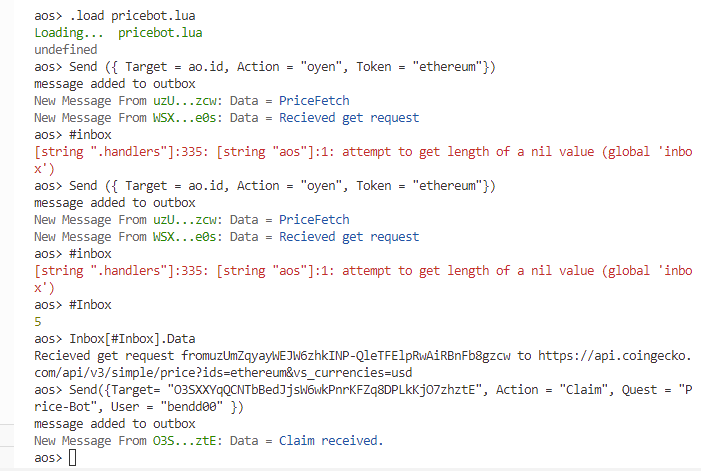 aos> .load pricebot.lua
Loading...  pricebot.lua
undefined
aos> Send ({ Target = ao.id, Action = "oyen", Token = "ethereum"})
message added to outbox
New Message From uzU...zcw: Data = PriceFetch
New Message From WSX...e0s: Data = Recieved get request
aos> #inbox
[string ".handlers"]:335: [string "aos"]:1: attempt to get length of a nil value (global 'inbo
x')
aos> Send ({ Target = ao.id, Action = "oyen", Token = "ethereum"})
message added to outbox
New Message From uzU...zcw: Data = PriceFetch
New Message From WSX...e0s: Data = Recieved get request
aos> #inbox
[string ".handlers"]:335: [string "aos"]:1: attempt to get length of a nil value (global 'inbo
x')
aos> #Inbox
5
aos> Inbox[#Inbox].Data
Recieved get request fromuzUmZqyayWEJW6zhkINP-QleTFElpRwAiRBnFb8gzcw to https://api.coingecko.
com/api/v3/simple/price?ids=ethereum&vs_currencies=usd
aos> Send({Target= "O3SXXYqQCNTbBedJjsW6wkPnrKFZq8DPLkKjO7zhztE", Action = "Claim", Quest = "P
rice-Bot", User = "bendd00" })
message added to outbox
New Message From O3S...ztE: Data = Claim received.
aos>